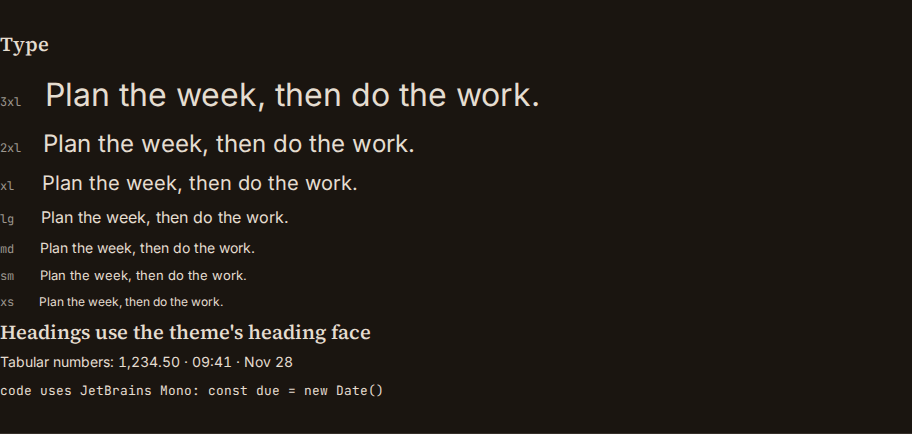 Type
3xl Plan the week, then do the work.
2xl Plan the week, then do the work.
xl Plan the week, then do the work.
lg Plan the week, then do the work.
md Plan the week, then do the work.
sm Plan the week, then do the work.
xs Plan the week, then do the work.
Headings use the theme's heading face
Tabular numbers: 1,234.50 · 09:41 · Nov 28
code uses JetBrains Mono: const due = new Date()